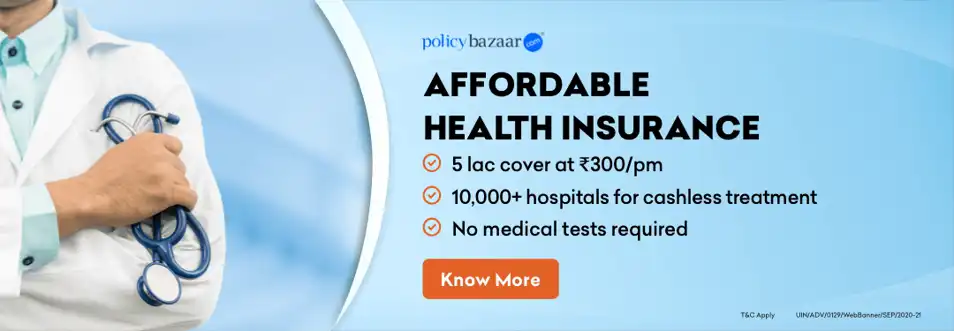 policybazaar.com
AFFORDABLE
HEALTH INSURANCE
5 lac cover at ₹300/pm
10,000+ hospitals for cashless treatment
No medical tests required
Know More
T&C Apply UIN/ADV/0129/WebBanner/SEP/2020-21